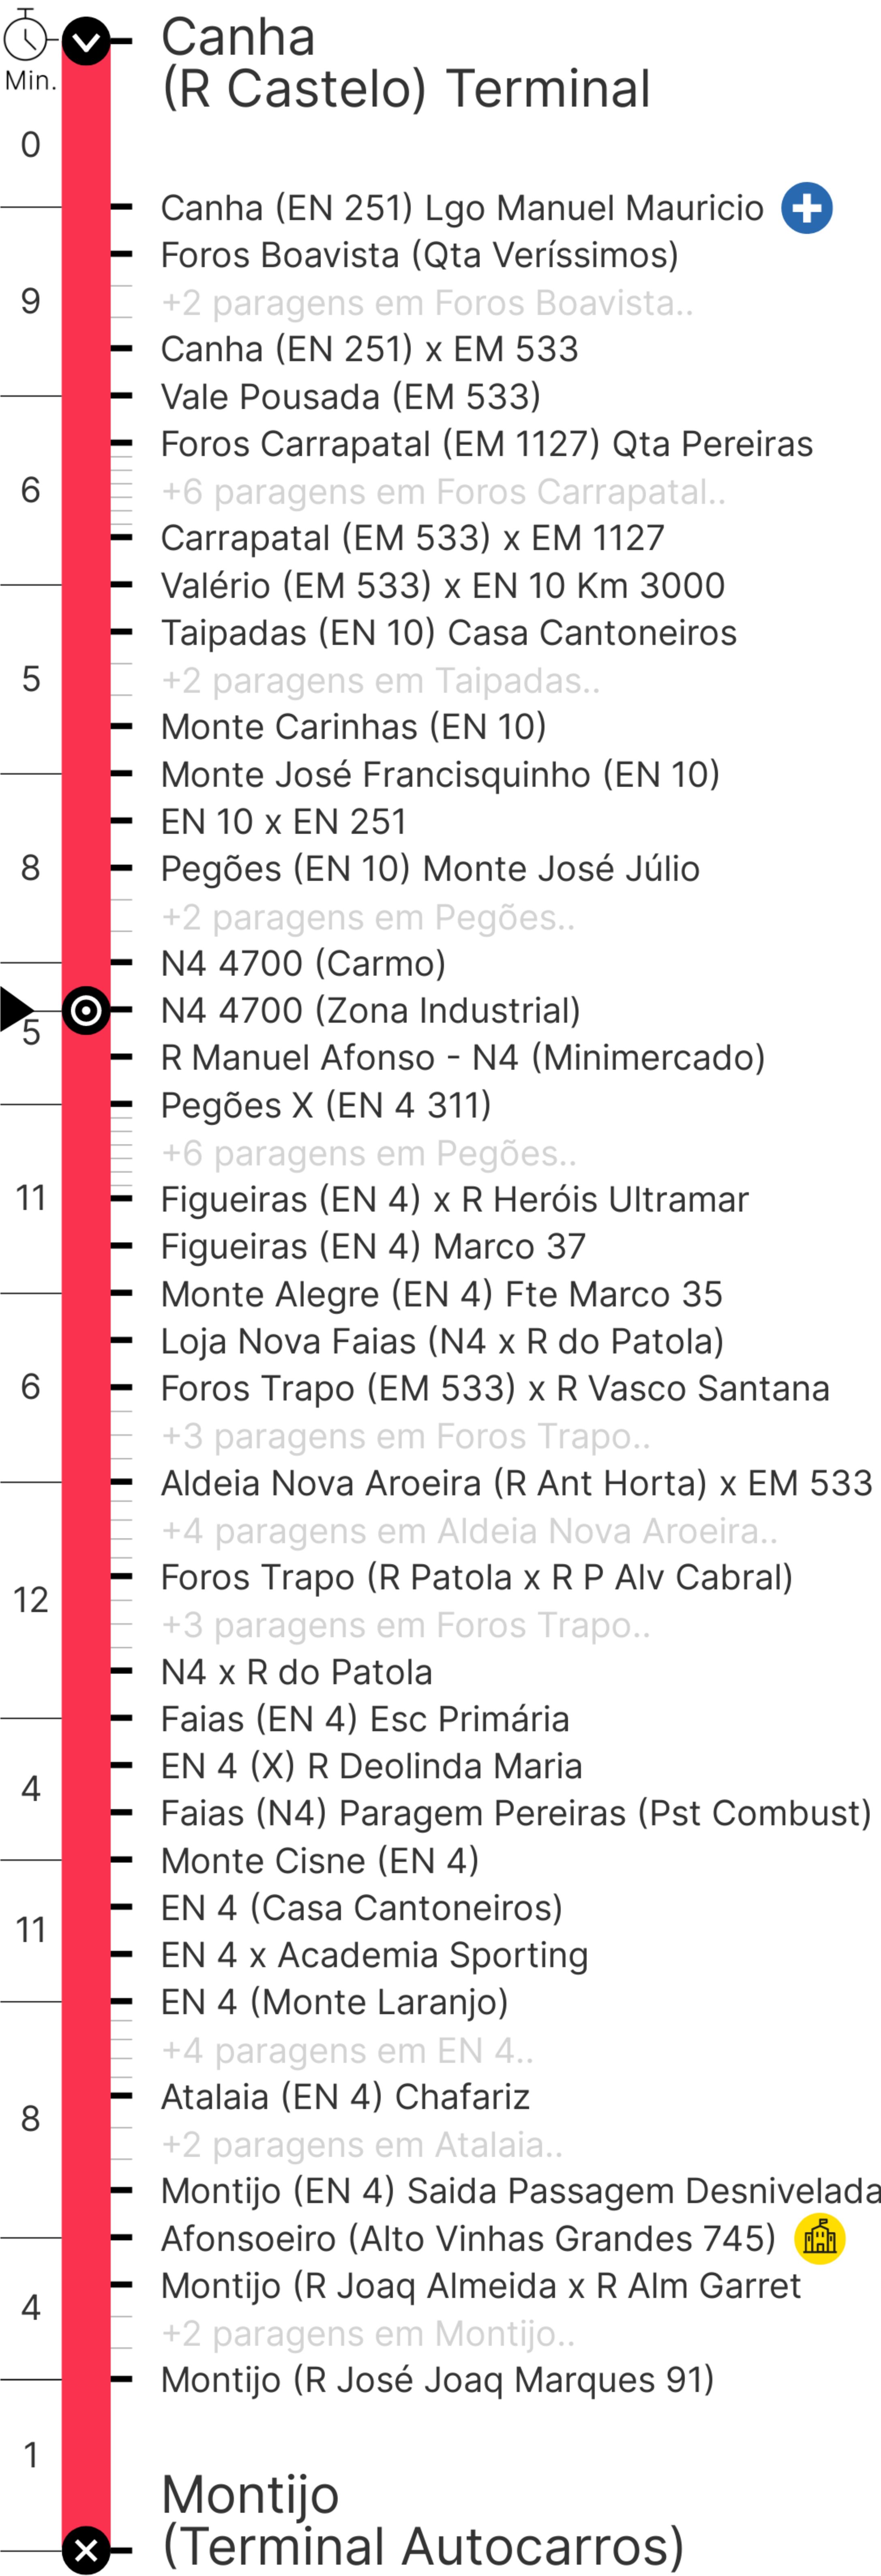 Canha
(R Castelo) Terminal
Min.
0
Canha (EN 251) Lgo Manuel Mauricio
Foros Boavista (Qta Veríssimos)
9
+2 paragens em Foros Boavista..
Canha (EN 251) x EM 533
Vale Pousada (EM 533)
Foros Carrapatal (EM 1127) Qta Pereiras
6
+6 paragens em Foros Carrapatal..
Carrapatal (EM 533) x EM 1127
Valério (EM 533) x EN 10 Km 3000
Taipadas (EN 10) Casa Cantoneiros
5
+2 paragens em Taipadas..
Monte Carinhas (EN 10)
Monte José Francisquinho (EN 10)
EN 10 x EN 251
8
Pegões (EN 10) Monte José Júlio
+2 paragens em Pegões..
N4 4700 (Carmo)
N4 4700 (Zona Industrial)
5
R Manuel Afonso - N4 (Minimercado)
Pegões X (EN 4 311)
+6 paragens em Pegões..
11
Figueiras (EN 4) x R Heróis Ultramar
Figueiras (EN 4) Marco 37
Monte Alegre (EN 4) Fte Marco 35
Loja Nova Faias (N4 x R do Patola)
6
Foros Trapo (EM 533) x R Vasco Santana
+3 paragens em Foros Trapo..
Aldeia Nova Aroeira (R Ant Horta) x EM 533
+4 paragens em Aldeia Nova Aroeira..
Foros Trapo (R Patola x R P Alv Cabral)
12
+3 paragens em Foros Trapo..
N4 x R do Patola
Faias (EN 4) Esc Primária
EN 4 (X) R Deolinda Maria
4
Faias (N4) Paragem Pereiras (Pst Combust)
Monte Cisne (EN 4)
EN 4 (Casa Cantoneiros)
11
EN 4 x Academia Sporting
EN 4 (Monte Laranjo)
+4 paragens em EN 4..
Atalaia (EN 4) Chafariz
8
+2 paragens em Atalaia..
Montijo (EN 4) Saida Passagem Desnivelada
Afonsoeiro (Alto Vinhas Grandes 745)
Montijo (R Joaq Almeida x R Alm Garret
4
+2 paragens em Montijo..
Montijo (R José Joaq Marques 91)
1
Montijo
(Terminal Autocarros)